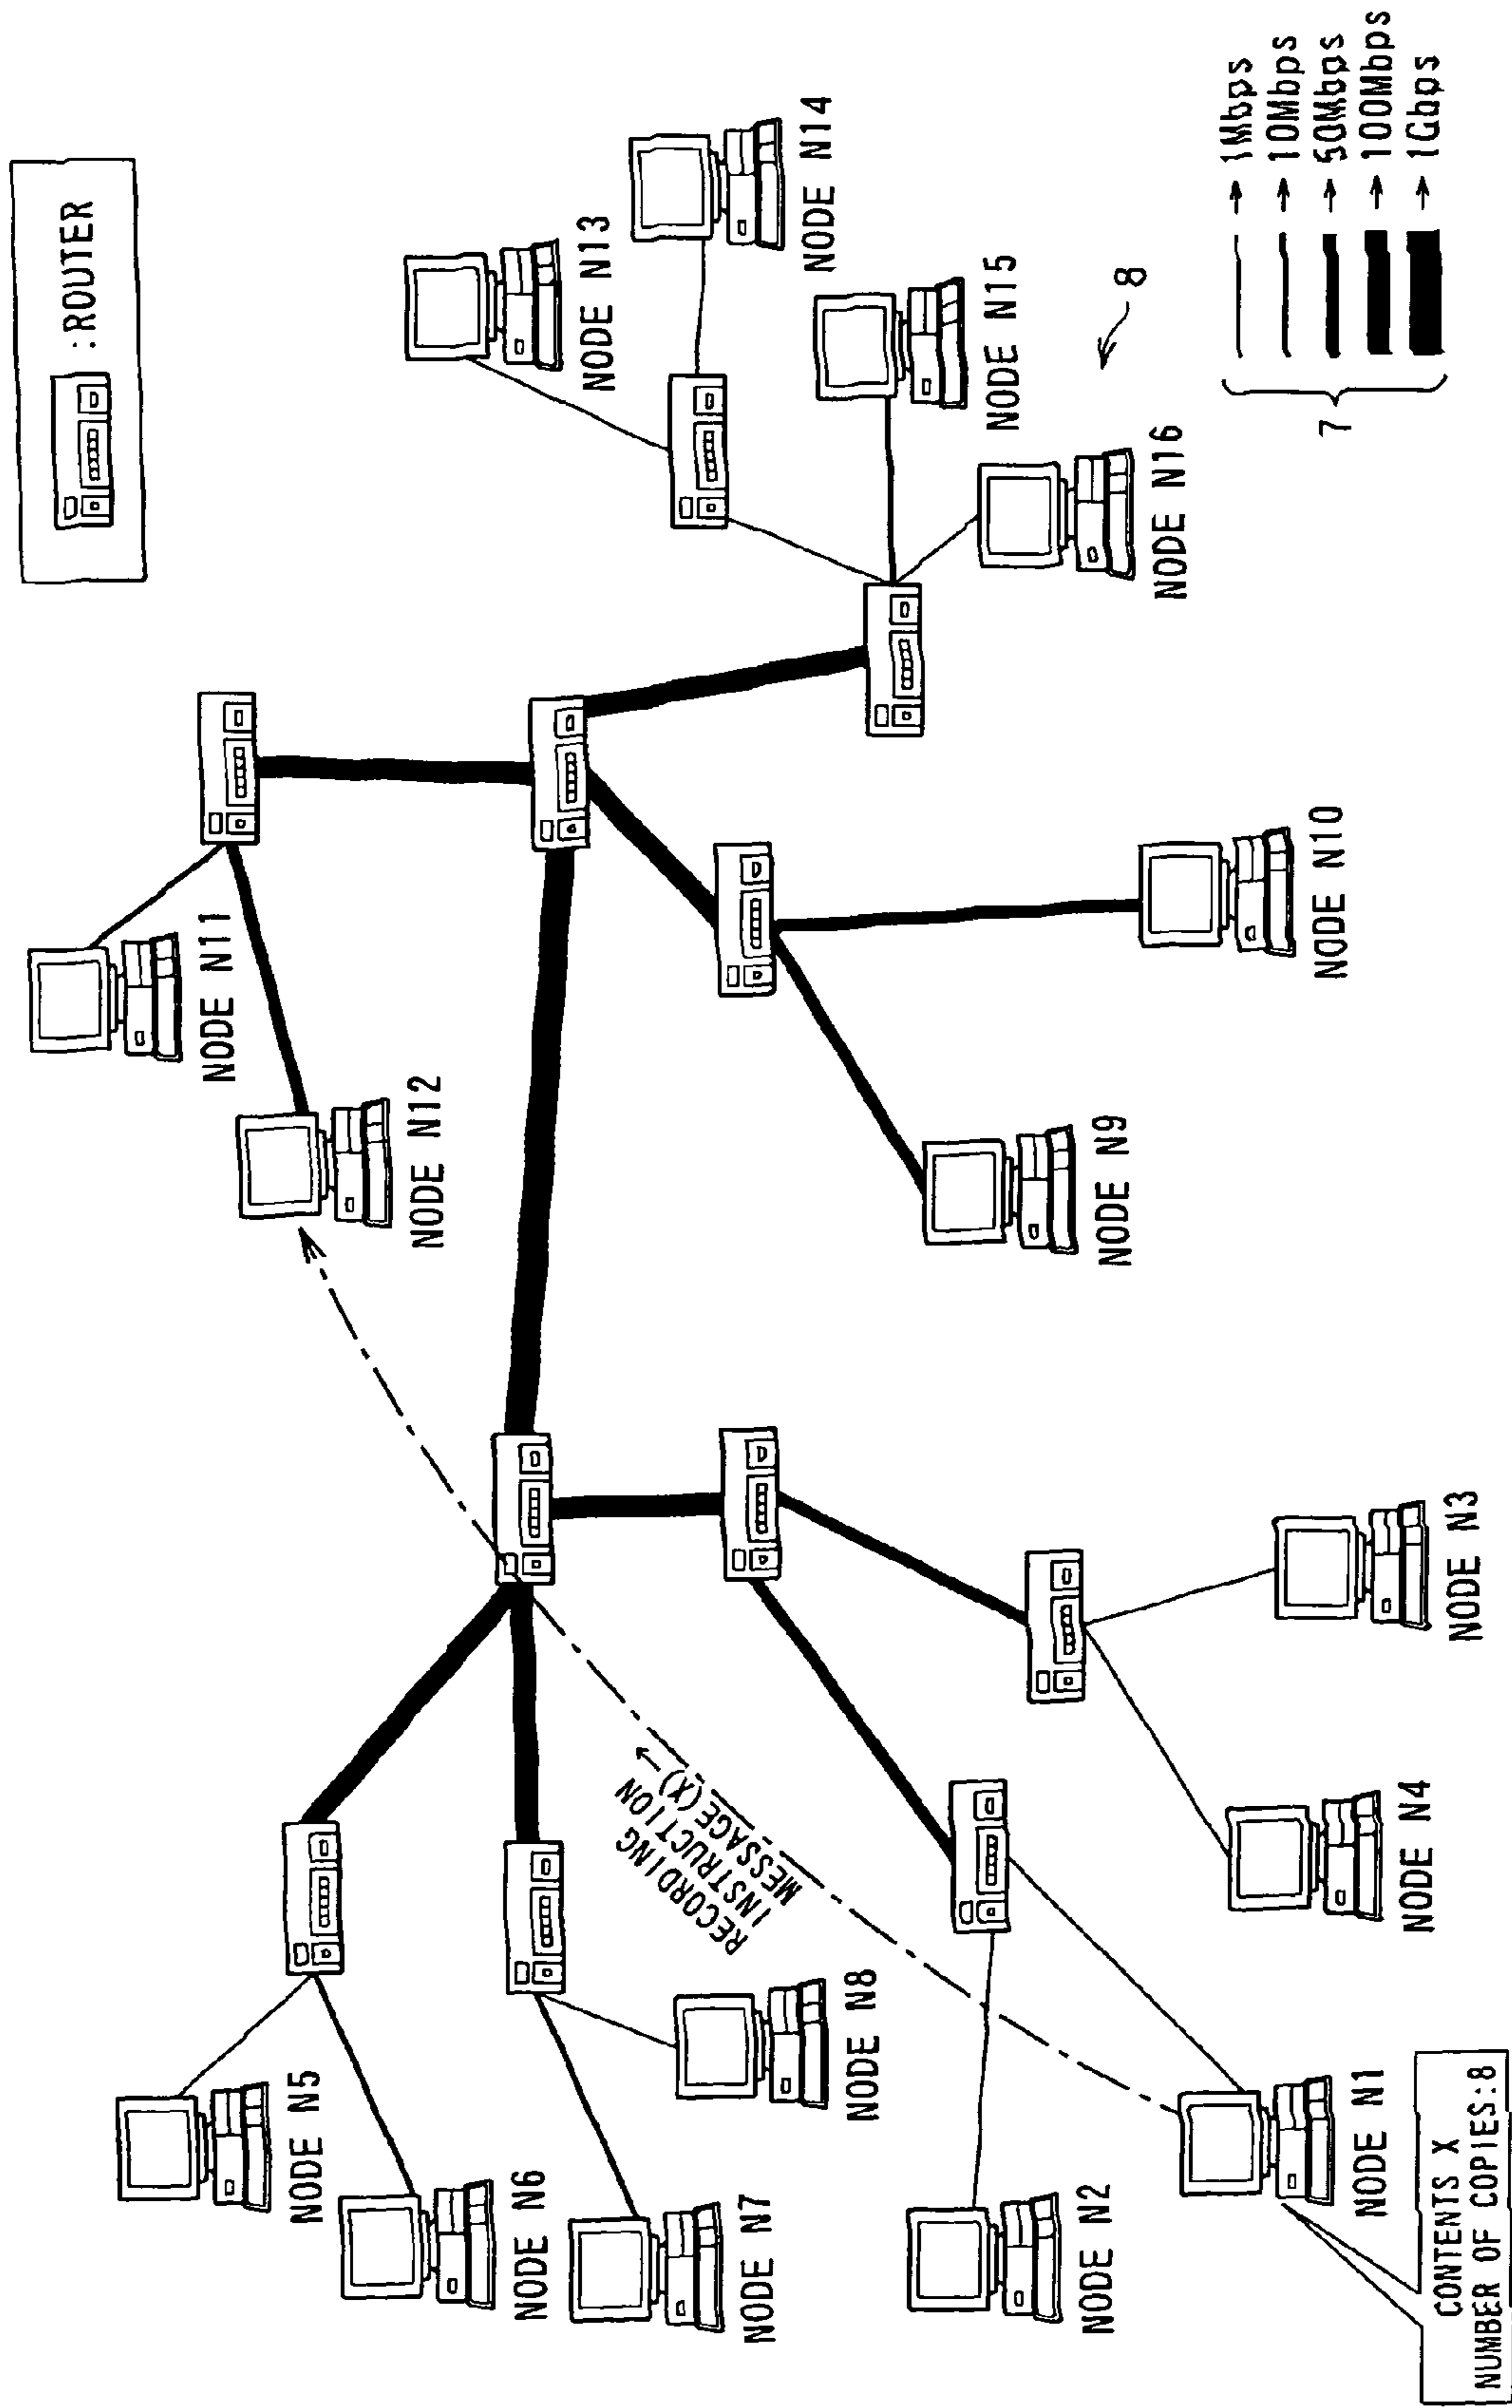 :ROUTER
NODE N5
NODE N6
NODE N7
NODE N8
NODE N2
NODE N1
CONTENTS X
NUMBER OF COPIES:8
RECORDING
INSTRUCTION
MESSAGE(X)
NODE N4
NODE N3
NODE N12
NODE N11
NODE N9
NODE N10
NODE N13
NODE N14
NODE N15
NODE N16
8
7
1Mbps
10Mbps
50Mbps
100Mbps
1Gbps